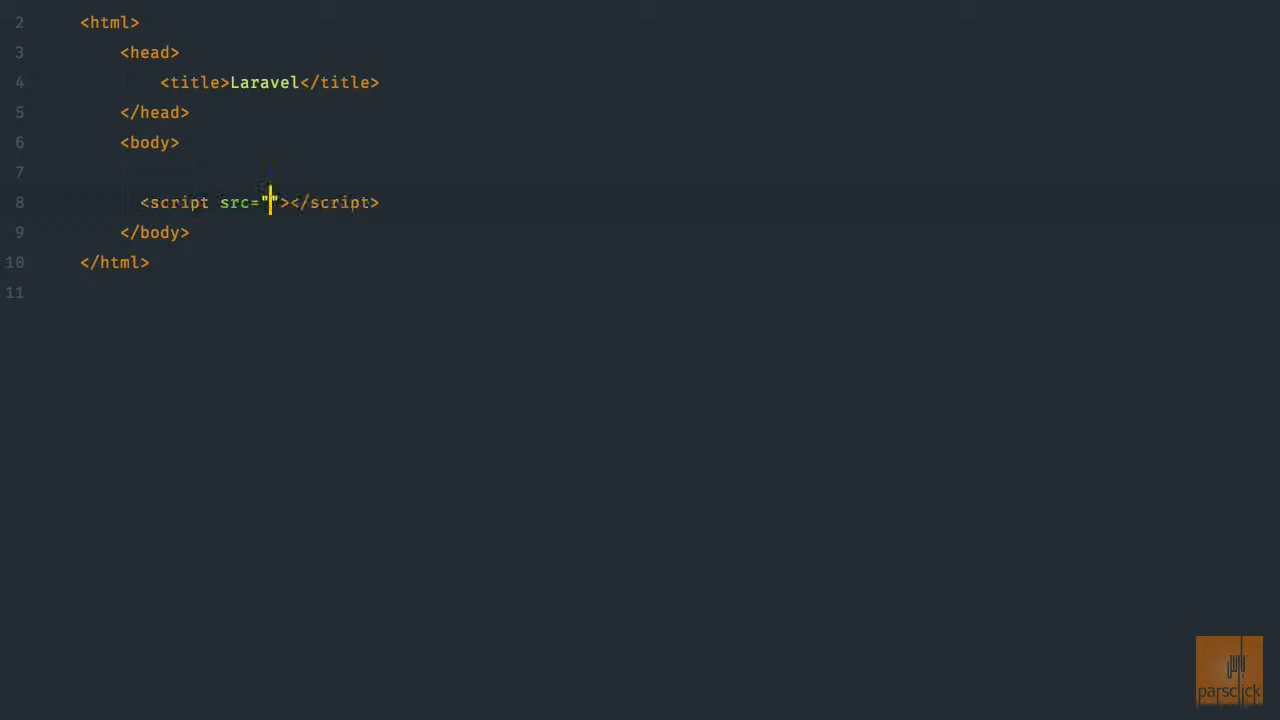 2 <html>
3 <head>
4 <title>Laravel</title>
5 </head>
6 <body>
7
8 <script src=""></script>
9 </body>
10 </html>
11
parsclick